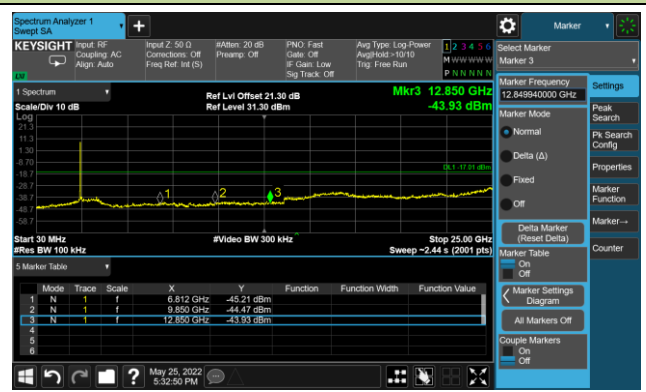 Spectrum Analyzer 1
Swept SA
+
Marker
KEYSIGHT
Input: RF
Coupling: AC
Align: Auto
Input Z: 50 Ω
Corrections: Off
Freq Ref: Int (S)
#Atten: 20 dB
Preamp: Off
PNO: Fast
Gate: Off
IF Gain: Low
Sig Track: Off
Avg Type: Log-Power
Avg|Hold:>10/10
Trig: Free Run
1 2 3 4 5 6
M W W W W W
P N N N N N
Select Marker
Marker 3
1 Spectrum
Scale/Div 10 dB
Log
Ref Lvl Offset 21.30 dB
Ref Level 31.30 dBm
Mkr3 12.850 GHz
-43.93 dBm
21.3
11.3
1.30
-8.70
-18.7
-28.7
-38.7
-48.7
-58.7
DL1 -17.01 dBm
1
2
3
Start 30 MHz
#Res BW 100 kHz
#Video BW 300 kHz
Stop 25.00 GHz
Sweep ~2.44 s (2001 pts)
5 Marker Table
Mode Trace Scale X Y Function Function Width Function Value
1 N 1 f 6.812 GHz -45.21 dBm
2 N 1 f 9.850 GHz -44.47 dBm
3 N 1 f 12.850 GHz -43.93 dBm
4
5
6
Marker Frequency
12.849940000 GHz
Marker Mode
Normal
Delta (Δ)
Fixed
Off
Delta Marker
(Reset Delta)
Marker Table
On
Off
Marker Settings
Diagram
All Markers Off
Couple Markers
On
Off
Settings
Peak
Search
Pk Search
Config
Properties
Marker
Function
Marker→
Counter
?
May 25, 2022
5:32:50 PM